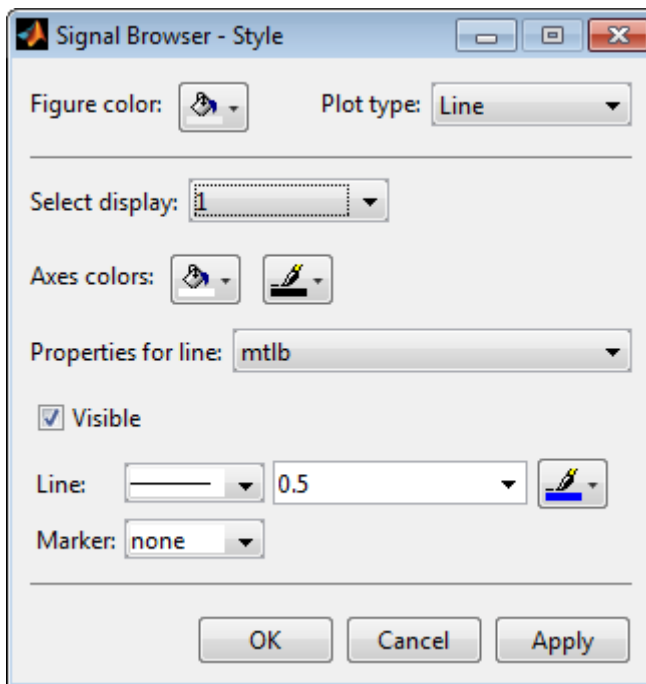 Signal Browser - Style
Figure color: Plot type: Line
Select display: 1
Axes colors:
Properties for line: mtlb
Visible
Line: 0.5
Marker: none
OK Cancel Apply